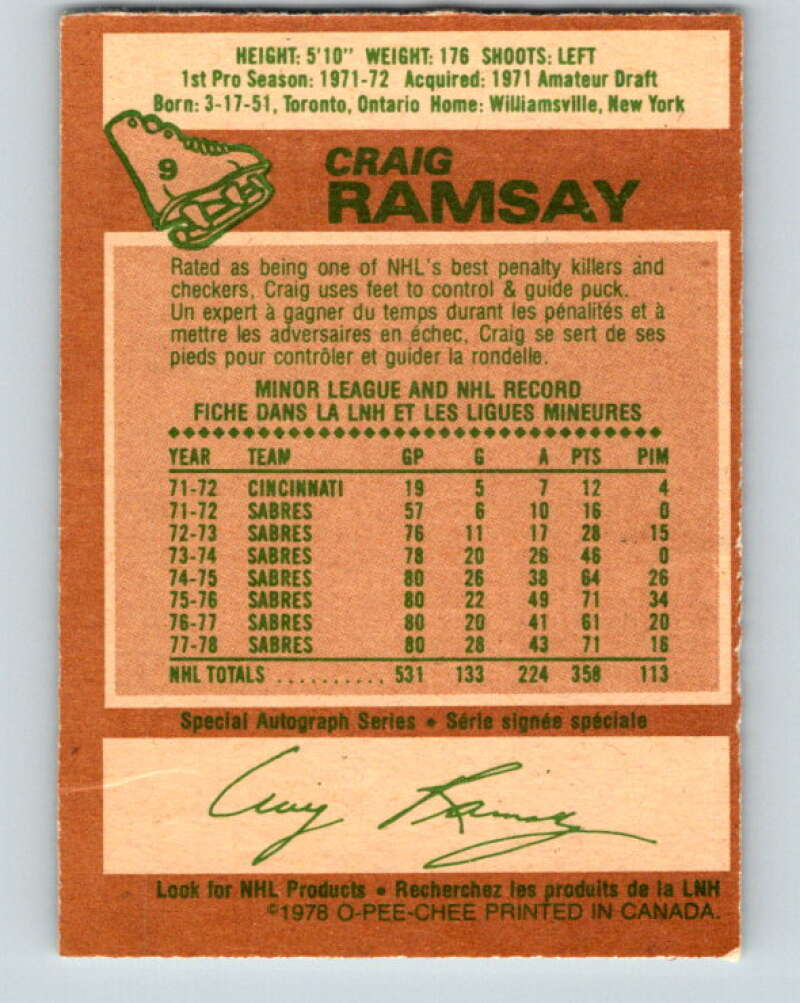 HEIGHT: 5'10" WEIGHT: 176 SHOOTS: LEFT
1st Pro Season: 1971-72 Acquired: 1971 Amateur Draft
Born: 3-17-51, Toronto, Ontario Home: Williamsville, New York
9
CRAIG
RAMSAY
Rated as being one of NHL's best penalty killers and
checkers, Craig uses feet to control & guide puck.
Un expert à gagner du temps durant les pénalités et à
mettre les adversaires en échec, Craig se sert de ses
pieds pour contrôler et guider la rondelle.
MINOR LEAGUE AND NHL RECORD
FICHE DANS LA LNH ET LES LIGUES MINEURES
YEAR TEAM GP G A PTS PIM
71-72 CINCINNATI 19 5 7 12 4
71-72 SABRES 57 6 10 16 0
72-73 SABRES 76 11 17 28 15
73-74 SABRES 78 20 26 46 0
74-75 SABRES 80 26 38 64 26
75-76 SABRES 80 22 49 71 34
76-77 SABRES 80 20 41 61 20
77-78 SABRES 80 28 43 71 16
NHL TOTALS .......... 531 133 224 358 113
Special Autograph Series • Série signée spéciale
Craig Ramsay
Look for NHL Products • Recherchez les produits de la LNH
©1978 O-PEE-CHEE PRINTED IN CANADA.